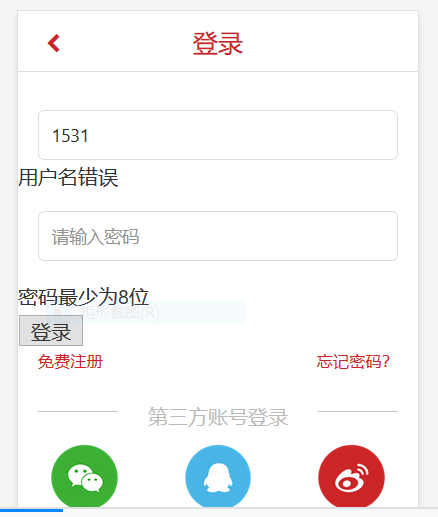 登录
1531
用户名错误
请输入密码
密码最少为8位
矩形截图(R)
登录
免费注册 忘记密码?
第三方账号登录